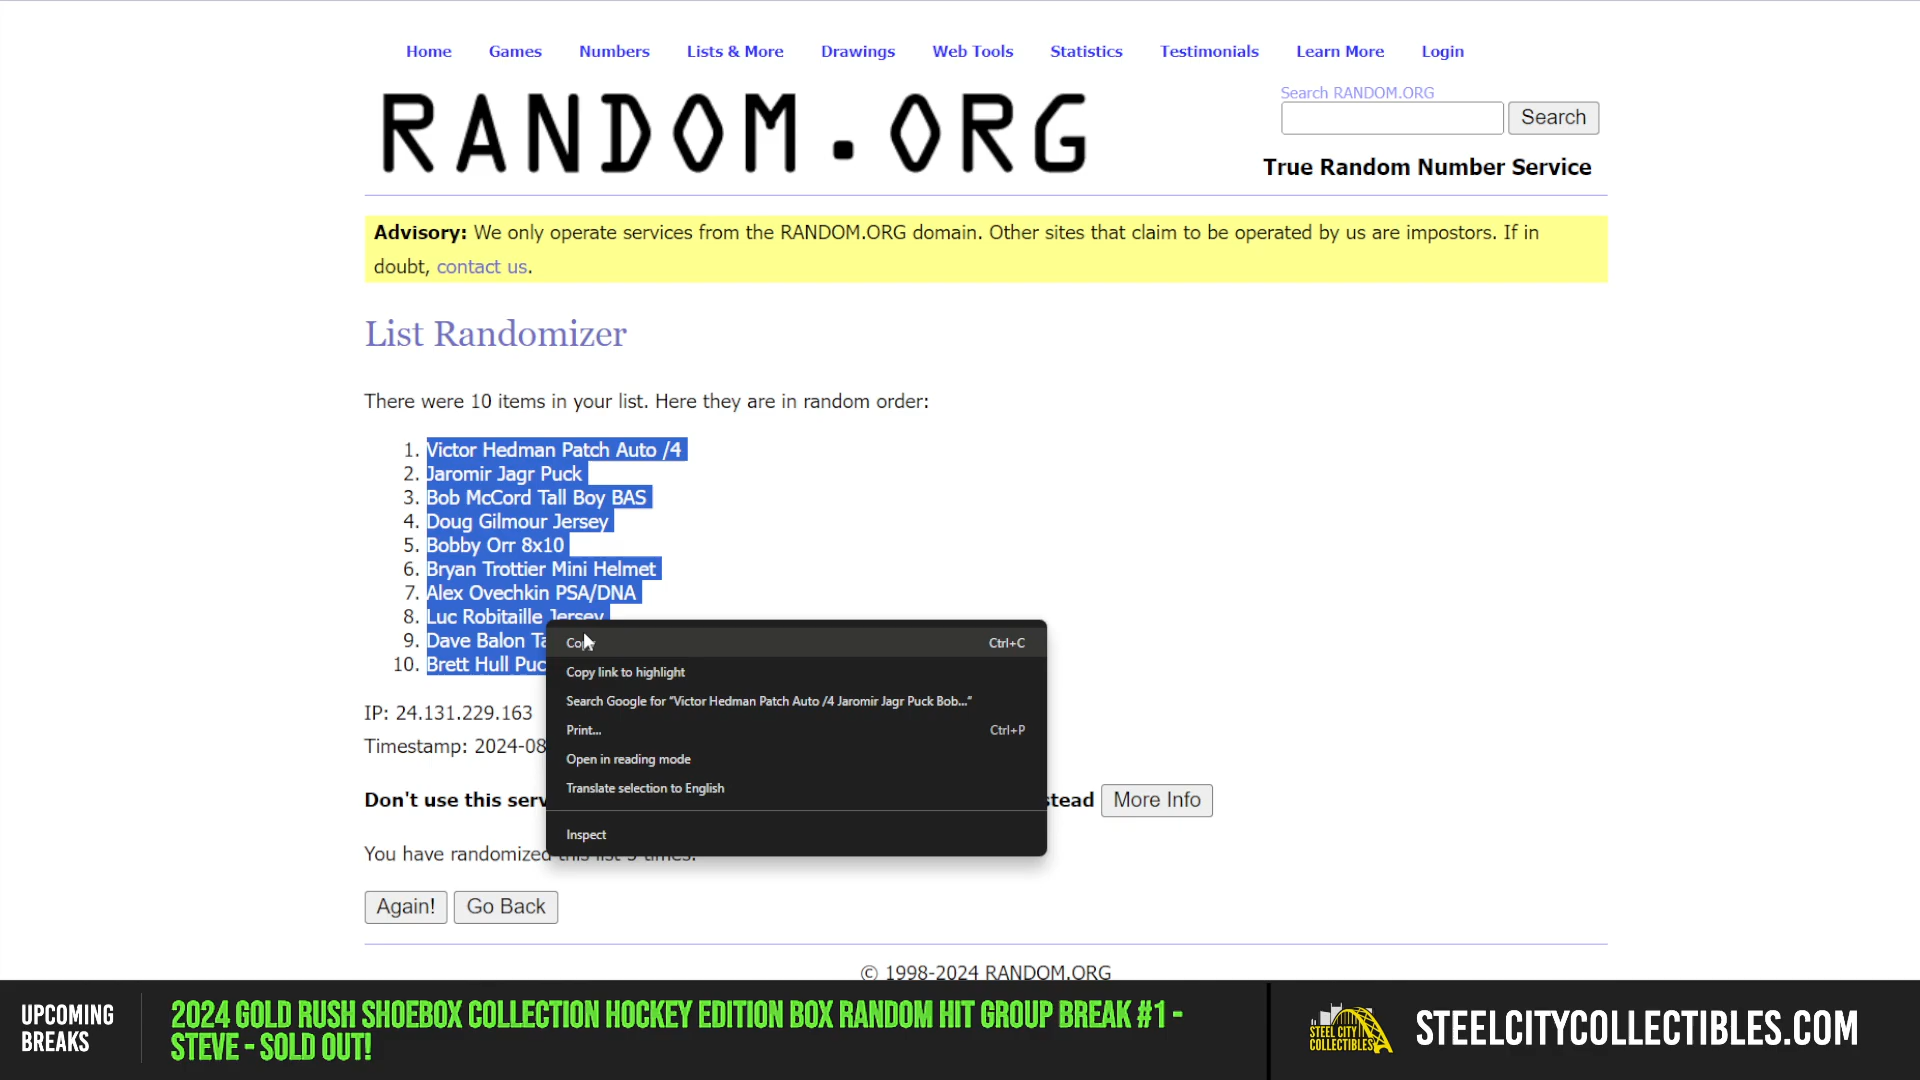 Home Games Numbers Lists & More Drawings Web Tools Statistics Testimonials Learn More Login
RANDOM.ORG
Search RANDOM.ORG
Search
True Random Number Service
Advisory: We only operate services from the RANDOM.ORG domain. Other sites that claim to be operated by us are impostors. If in
doubt, contact us.
List Randomizer
There were 10 items in your list. Here they are in random order:
1. Victor Hedman Patch Auto /4
2. Jaromir Jagr Puck
3. Bob McCord Tall Boy BAS
4. Doug Gilmour Jersey
5. Bobby Orr 8x10
6. Bryan Trottier Mini Helmet
7. Alex Ovechkin PSA/DNA
8. Luc Robitaille Jersey
9. Dave Balon
10. Brett Hull
Copy Ctrl+C
Copy link to highlight
Search Google for "Victor Hedman Patch Auto /4 Jaromir Jagr Puck Bob..."
Print... Ctrl+P
Open in reading mode
Translate selection to English
Inspect
IP: 24.131.229.163
Timestamp: 2024-08
Don't use this
More Info
You have randomized this list 5 times.
Again! Go Back
© 1998-2024 RANDOM.ORG
UPCOMING
BREAKS
2024 GOLD RUSH SHOEBOX COLLECTION HOCKEY EDITION BOX RANDOM HIT GROUP BREAK #1 -
STEVE - SOLD OUT!
STEEL CITY
COLLECTIBLES
STEELCITYCOLLECTIBLES.COM